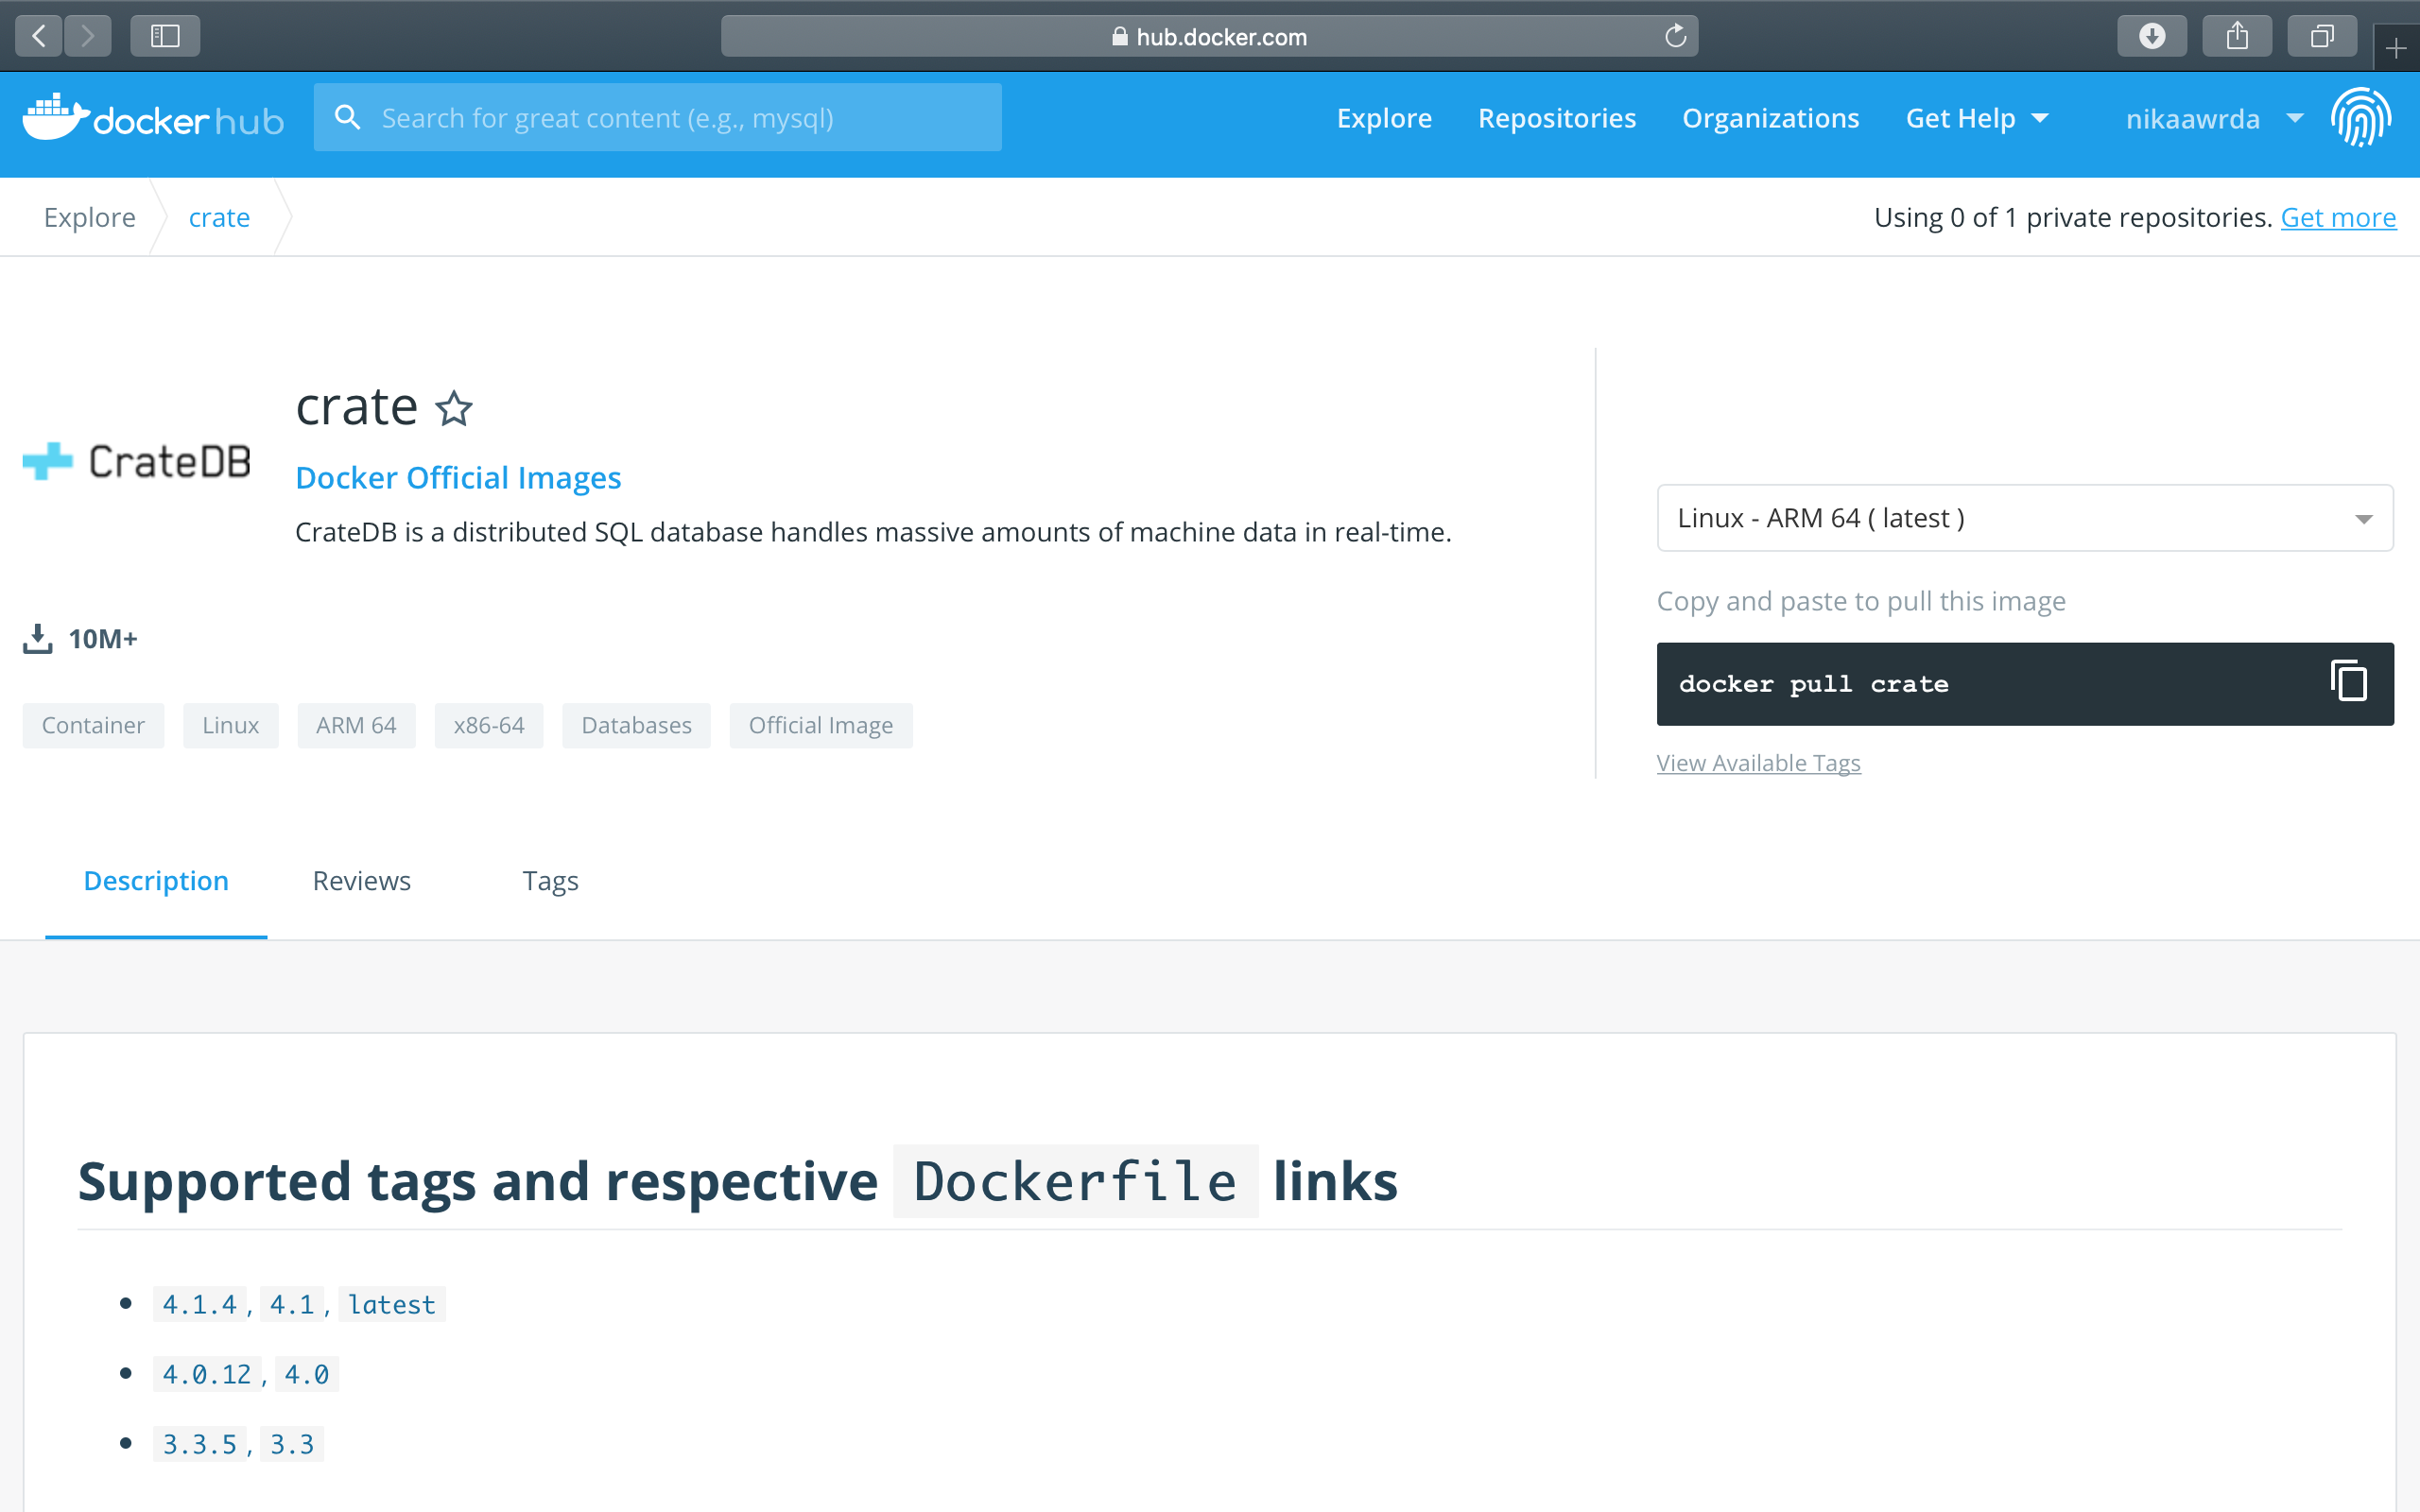 hub.docker.com
docker hub
Search for great content (e.g., mysql)
Explore Repositories Organizations Get Help nikaawrda
Explore crate
Using 0 of 1 private repositories. Get more
CrateDB
crate
Docker Official Images
CrateDB is a distributed SQL database handles massive amounts of machine data in real-time.
10M+
Container Linux ARM 64 x86-64 Databases Official Image
Linux - ARM 64 ( latest )
Copy and paste to pull this image
docker pull crate
View Available Tags
Description Reviews Tags
Supported tags and respective Dockerfile links
4.1.4, 4.1, latest
4.0.12, 4.0
3.3.5, 3.3